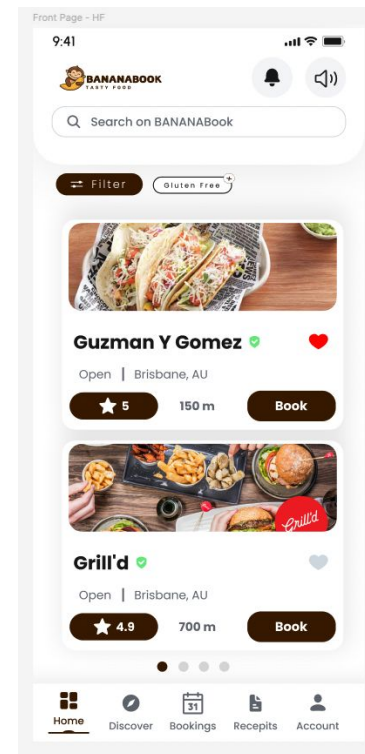 Front Page - HF
9:41
BANANABOOK
TASTY FOOD
Search on BANANABook
Filter
Gluten Free
Guzman Y Gomez
Open | Brisbane, AU
5 150 m Book
Grill'd
Grill'd
Open | Brisbane, AU
4.9 700 m Book
31
Home Discover Bookings Recepits Account